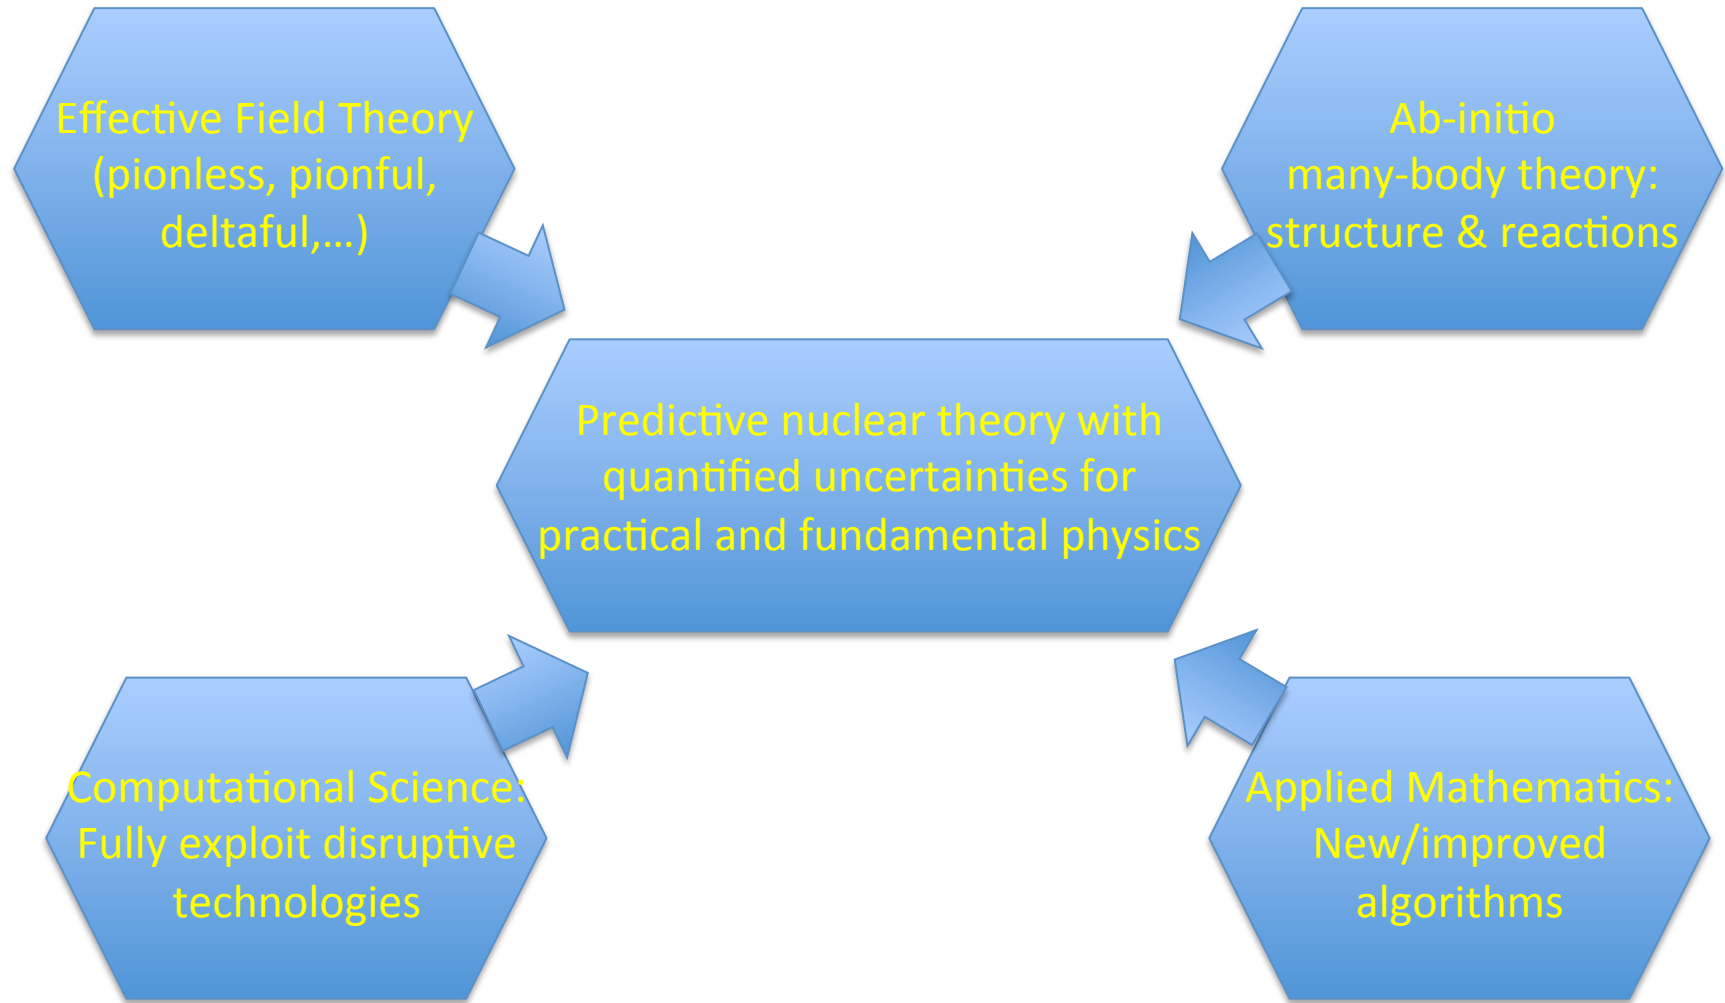 Effective Field Theory
(pionless, pionful,
deltaful,...)
Ab-initio
many-body theory:
structure & reactions
Predictive nuclear theory with
quantified uncertainties for
practical and fundamental physics
Computational Science:
Fully exploit disruptive
technologies
Applied Mathematics:
New/improved
algorithms